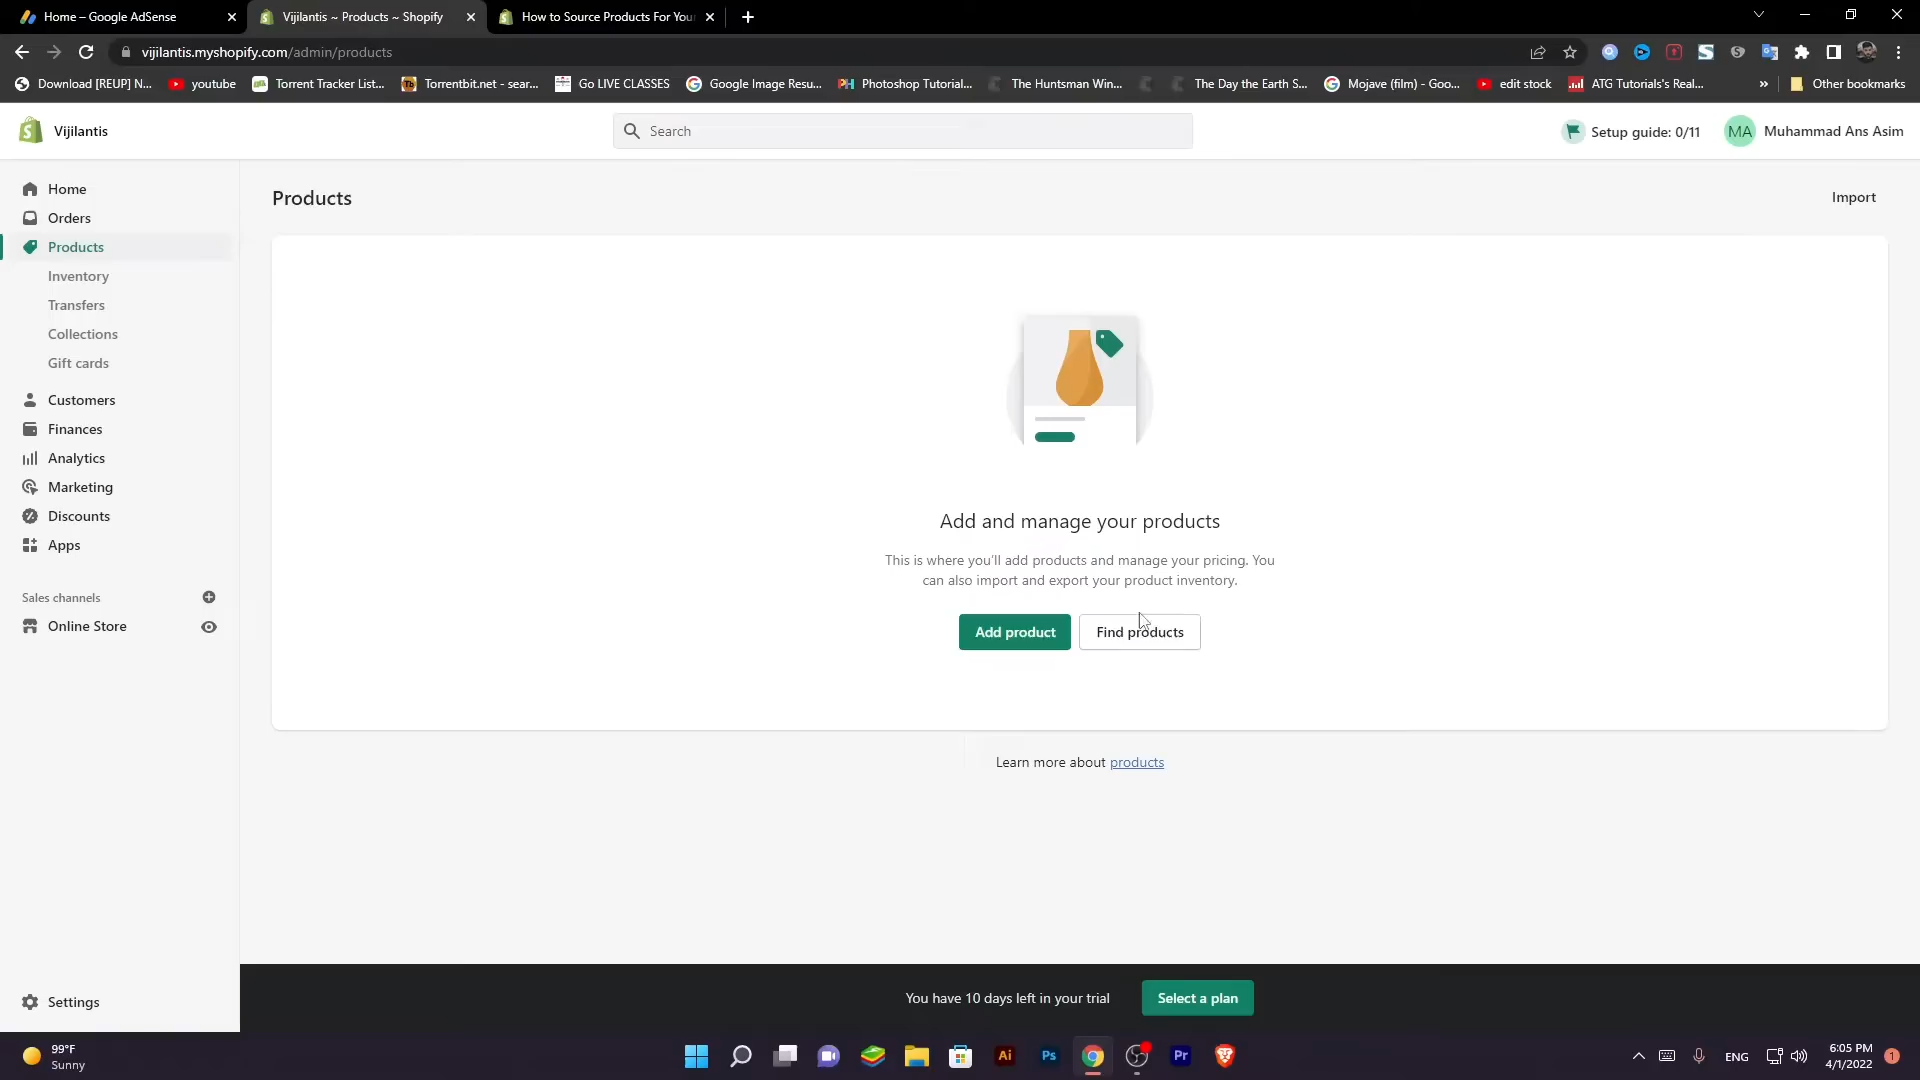 Home – Google AdSense
Vijilantis ~ Products ~ Shopify
How to Source Products For Your
vijilantis.myshopify.com/admin/products
Download [REUP] N...
youtube
Torrent Tracker List...
Torrentbit.net - sear...
Go LIVE CLASSES
Google Image Resu...
PH Photoshop Tutorial...
The Huntsman Win...
The Day the Earth S...
Mojave (film) - Goo...
edit stock
ATG Tutorials's Real...
»
Other bookmarks
Vijilantis
Search
Setup guide: 0/11
MA
Muhammad Ans Asim
Home
Orders
Products
Inventory
Transfers
Collections
Gift cards
Customers
Finances
Analytics
Marketing
Discounts
Apps
Sales channels
Online Store
Settings
Products
Import
Add and manage your products
This is where you'll add products and manage your pricing. You
can also import and export your product inventory.
Add product
Find products
Learn more about products
You have 10 days left in your trial
Select a plan
99°F
Sunny
Ai
Ps
Pr
ENG
6:05 PM
4/1/2022
1